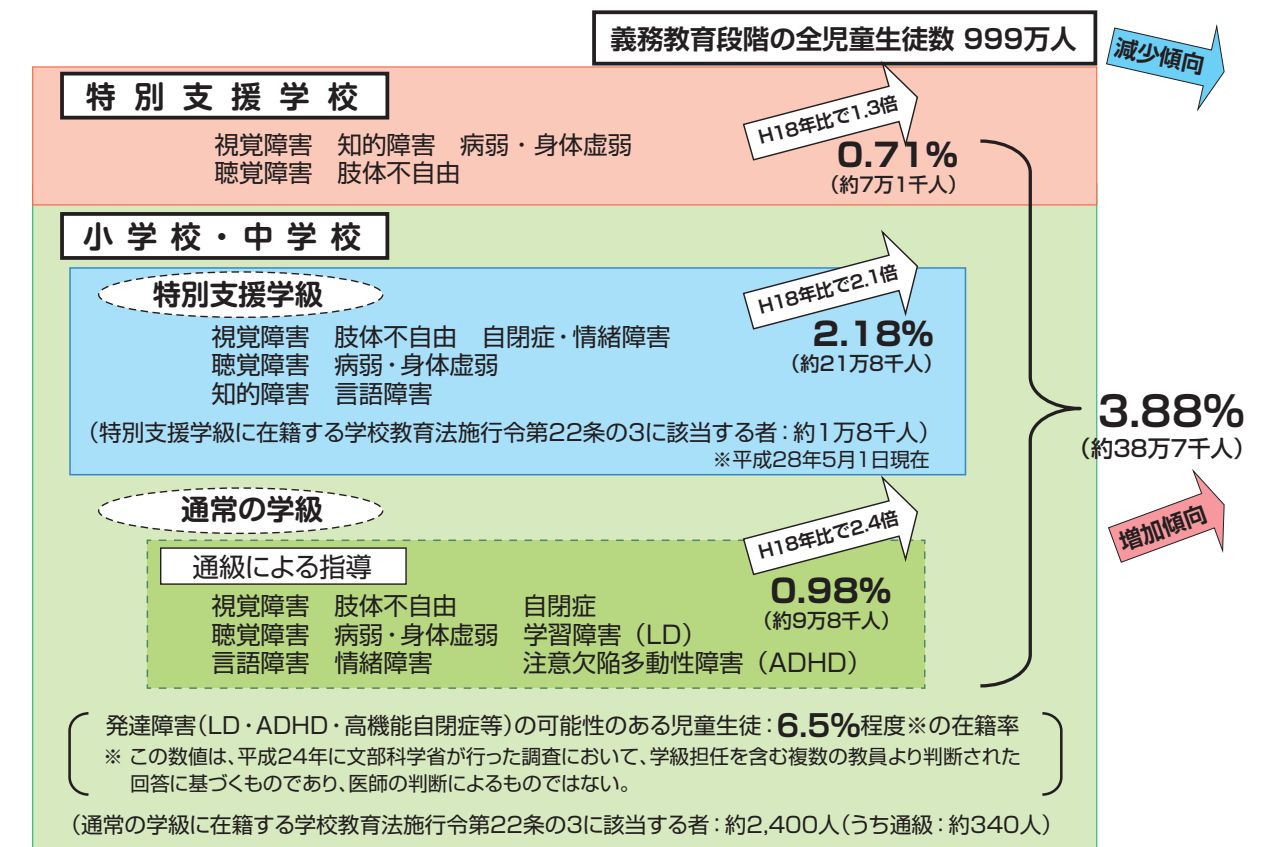 義務教育段階の全児童生徒数 999万人
減少傾向
特別支援学校
H18年比で1.3倍
視覚障害 知的障害 病弱・身体虚弱
聴覚障害 肢体不自由
0.71%
(約7万1千人)
小学校・中学校
特別支援学級
H18年比で2.1倍
視覚障害 肢体不自由 自閉症・情緒障害
聴覚障害 病弱・身体虚弱
知的障害 言語障害
2.18%
(約21万8千人)
(特別支援学級に在籍する学校教育法施行令第22条の3に該当する者:約1万8千人)
※平成28年5月1日現在
3.88%
(約38万7千人)
増加傾向
通常の学級
H18年比で2.4倍
通級による指導
視覚障害 肢体不自由 自閉症
聴覚障害 病弱・身体虚弱 学習障害(LD)
言語障害 情緒障害 注意欠陥多動性障害(ADHD)
0.98%
(約9万8千人)
発達障害(LD・ADHD・高機能自閉症等)の可能性のある児童生徒:6.5%程度※の在籍率
※ この数値は、平成24年に文部科学省が行った調査において、学級担任を含む複数の教員より判断された
回答に基づくものであり、医師の判断によるものではない。
(通常の学級に在籍する学校教育法施行令第22条の3に該当する者:約2,400人(うち通級:約340人)